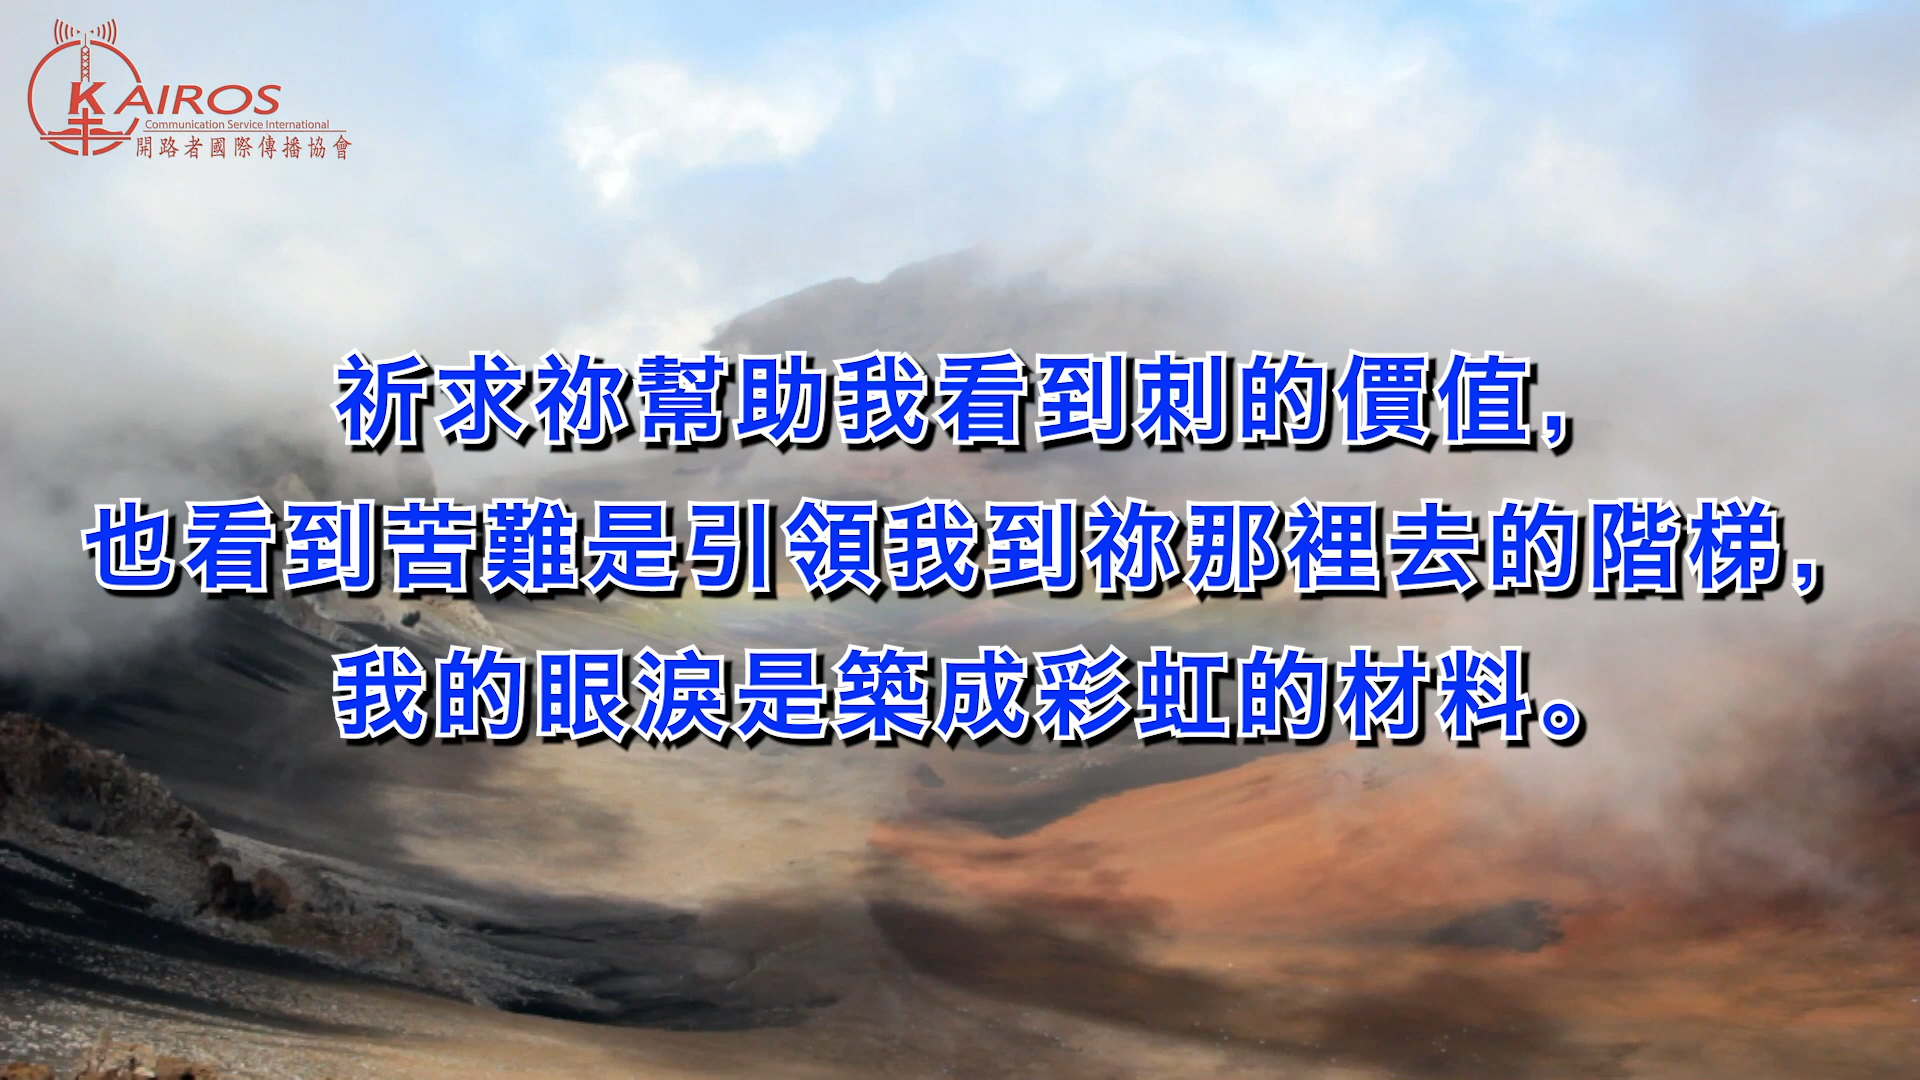 KAIROS
Communication Service International
開路者國際傳播協會
祈求祢幫助我看到刺的價值,
也看到苦難是引領我到祢那裡去的階梯,
我的眼淚是築成彩虹的材料。